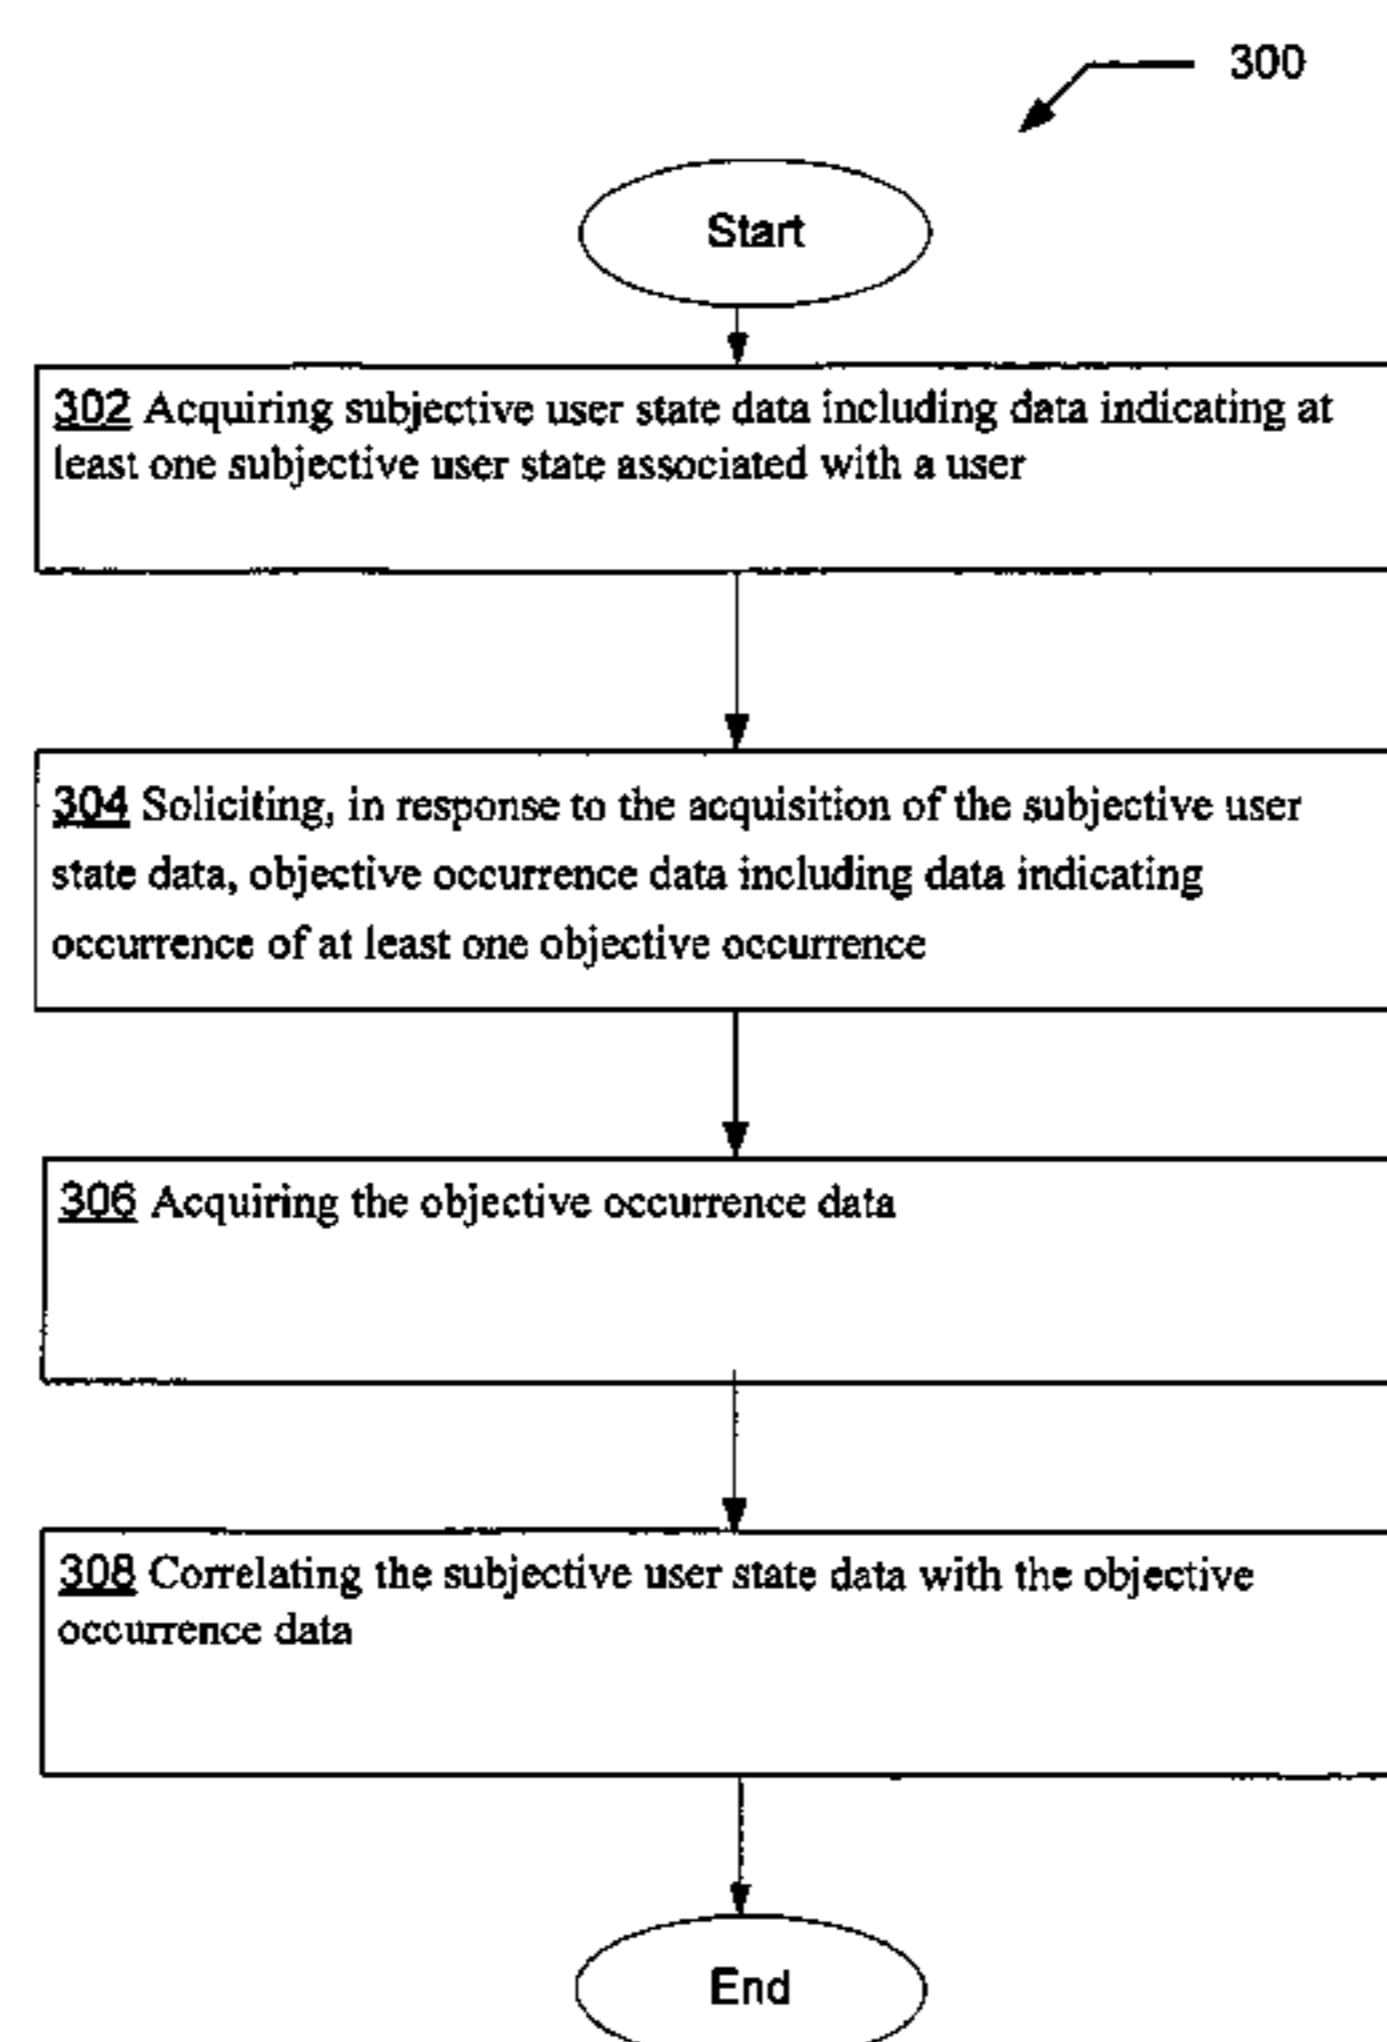 300
Start
302 Acquiring subjective user state data including data indicating at
least one subjective user state associated with a user
304 Soliciting, in response to the acquisition of the subjective user
state data, objective occurrence data including data indicating
occurrence of at least one objective occurrence
306 Acquiring the objective occurrence data
308 Correlating the subjective user state data with the objective
occurrence data
End